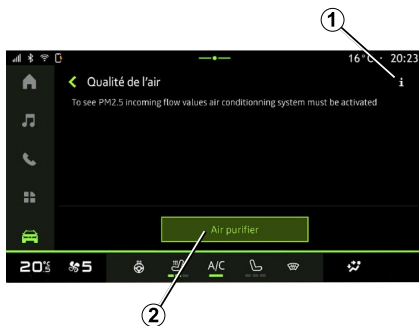 1
16°C · 20:23
Qualité de l'air
i
To see PM2.5 incoming flow values air conditionning system must be activated
Air purifier
20°C 5
5
A/C
2